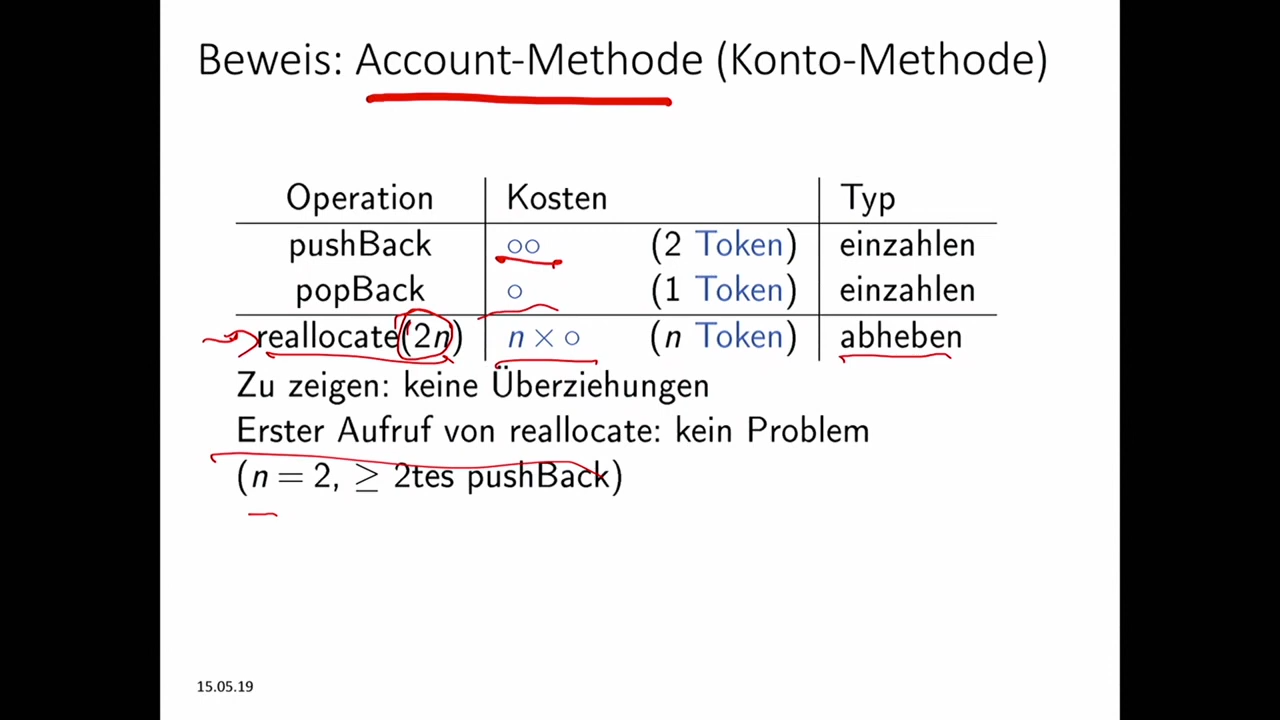 Beweis: Account-Methode (Konto-Methode)
Operation Kosten Typ
pushBack ○○ (2 Token) einzahlen
popBack ○ (1 Token) einzahlen
reallocate(2n) n × ○ (n Token) abheben
Zu zeigen: keine Überziehungen
Erster Aufruf von reallocate: kein Problem
(n = 2, ≥ 2tes pushBack)
15.05.19